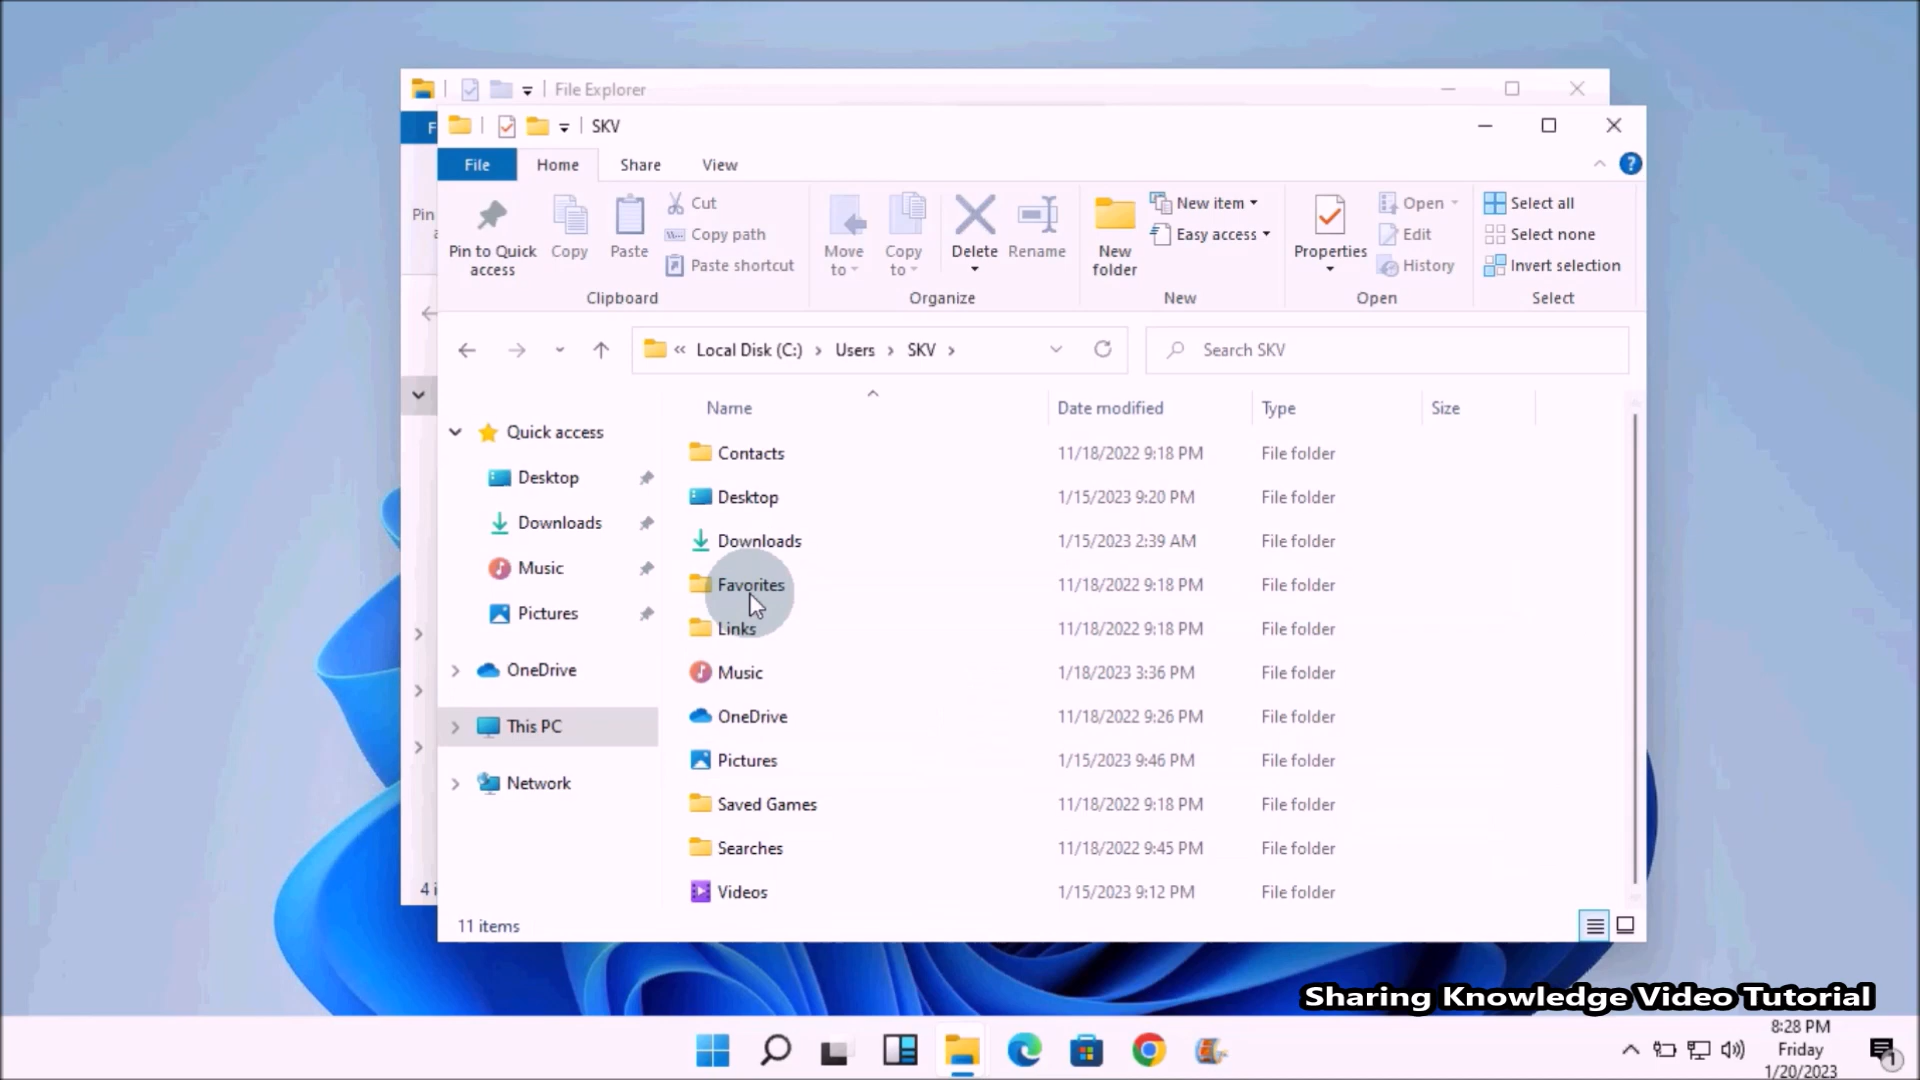 File Explorer
SKV
F
File Home Share View
Pin
Pin to Quick access
Copy
Paste
Cut
Copy path
Paste shortcut
Clipboard
Move to
Copy to
Delete
Rename
Organize
New folder
New item
Easy access
New
Properties
Open
Edit
History
Open
Select all
Select none
Invert selection
Select
« Local Disk (C:) › Users › SKV ›
Search SKV
Quick access
Desktop
Downloads
Music
Pictures
OneDrive
This PC
Network
Name Date modified Type Size
Contacts 11/18/2022 9:18 PM File folder
Desktop 1/15/2023 9:20 PM File folder
Downloads 1/15/2023 2:39 AM File folder
Favorites 11/18/2022 9:18 PM File folder
Links 11/18/2022 9:18 PM File folder
Music 1/18/2023 3:36 PM File folder
OneDrive 11/18/2022 9:26 PM File folder
Pictures 1/15/2023 9:46 PM File folder
Saved Games 11/18/2022 9:18 PM File folder
Searches 11/18/2022 9:45 PM File folder
Videos 1/15/2023 9:12 PM File folder
4 i
11 items
Sharing Knowledge Video Tutorial
8:28 PM
Friday
1/20/2023
1